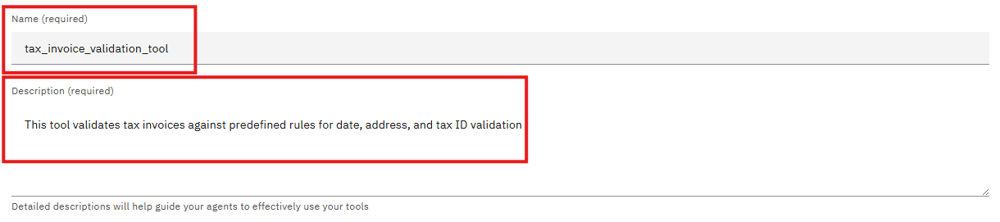 Name (required)
tax_invoice_validation_tool
Description (required)
This tool validates tax invoices against predefined rules for date, address, and tax ID validation
Detailed descriptions will help guide your agents to effectively use your tools